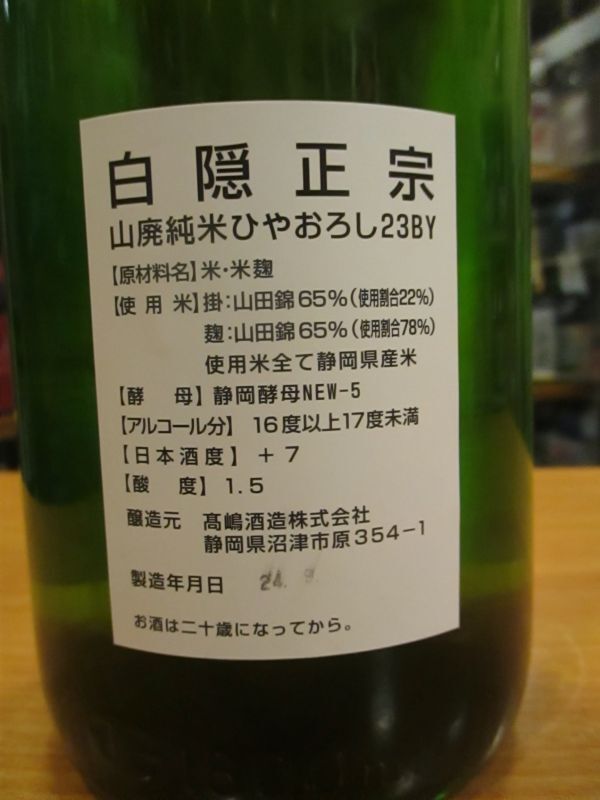 白隠正宗
山廃純米ひやおろし23BY
【原材料名】米・米麹
【使用米】掛:山田錦65%(使用割合22%)
麹:山田錦65%(使用割合78%)
使用米全て静岡県産米
【酵母】静岡酵母NEW-5
【アルコール分】16度以上17度未満
【日本酒度】+7
【酸度】1.5
醸造元 髙嶋酒造株式会社
静岡県沼津市原354-1
製造年月日 24.
お酒は二十歳になってから。